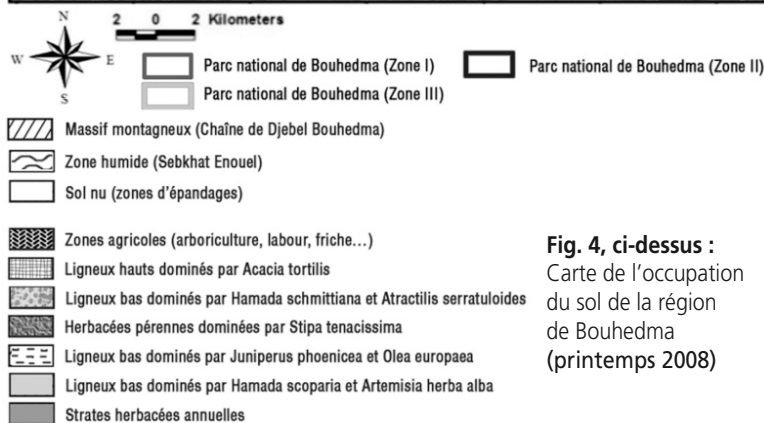 N
W E
S
2 0 2 Kilometers
Parc national de Bouhedma (Zone I)
Parc national de Bouhedma (Zone II)
Parc national de Bouhedma (Zone III)
Massif montagneux (Chaîne de Djebel Bouhedma)
Zone humide (Sebkhat Enouel)
Sol nu (zones d'épandages)
Zones agricoles (arboriculture, labour, friche...)
Ligneux hauts dominés par Acacia tortilis
Ligneux bas dominés par Hamada schmittiana et Atractilis serratuloides
Herbacées pérennes dominées par Stipa tenacissima
Ligneux bas dominés par Juniperus phoenicea et Olea europaea
Ligneux bas dominés par Hamada scoparia et Artemisia herba alba
Strates herbacées annuelles
Fig. 4, ci-dessus :
Carte de l'occupation
du sol de la région
de Bouhedma
(printemps 2008)